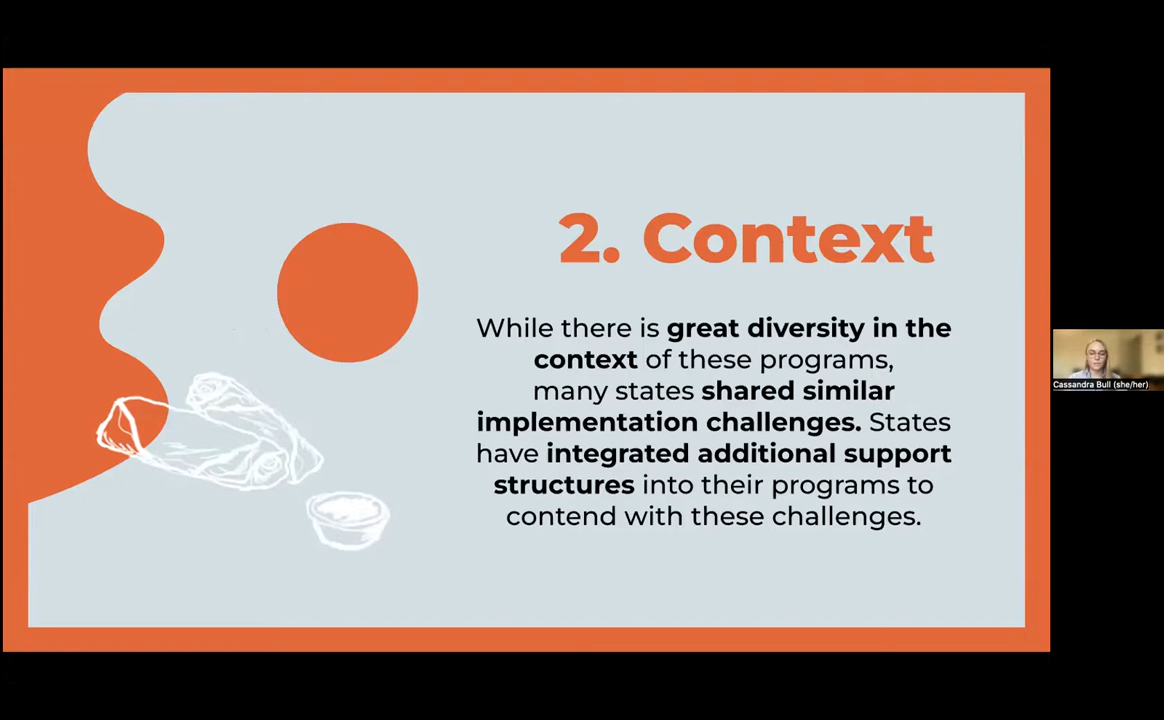 2. Context
While there is great diversity in the
context of these programs,
many states shared similar
implementation challenges. States
have integrated additional support
structures into their programs to
contend with these challenges.
Cassandra Bull (she/her)